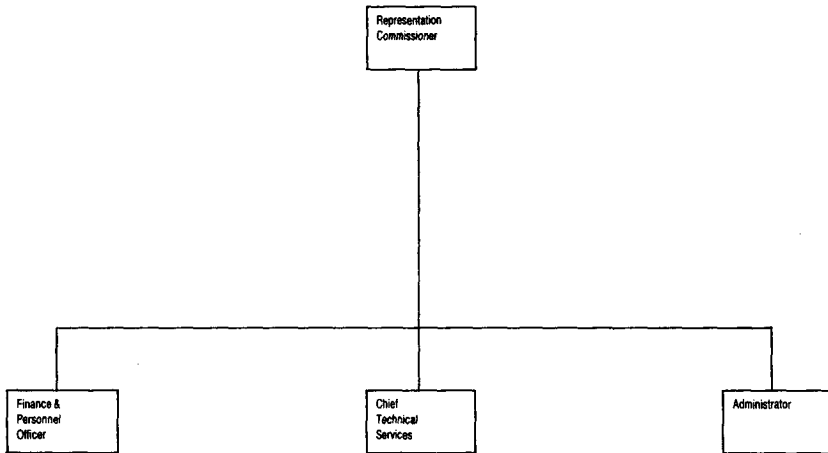 Representation
Commissioner
Finance &
Personnel
Officer
Chief
Technical
Services
Administrator